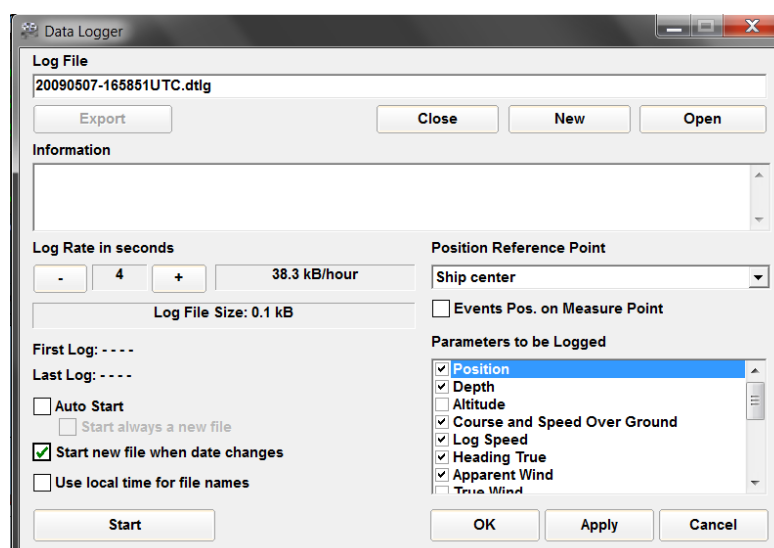 Data Logger
Log File
20090507-165851UTC.dtlg
Export Close New Open
Information
Log Rate in seconds
- 4 + 38.3 kB/hour
Log File Size: 0.1 kB
First Log: - - - -
Last Log: - - - -
Auto Start
Start always a new file
Start new file when date changes
Use local time for file names
Start
Position Reference Point
Ship center
Events Pos. on Measure Point
Parameters to be Logged
Position
Depth
Altitude
Course and Speed Over Ground
Log Speed
Heading True
Apparent Wind
True Wind
OK Apply Cancel